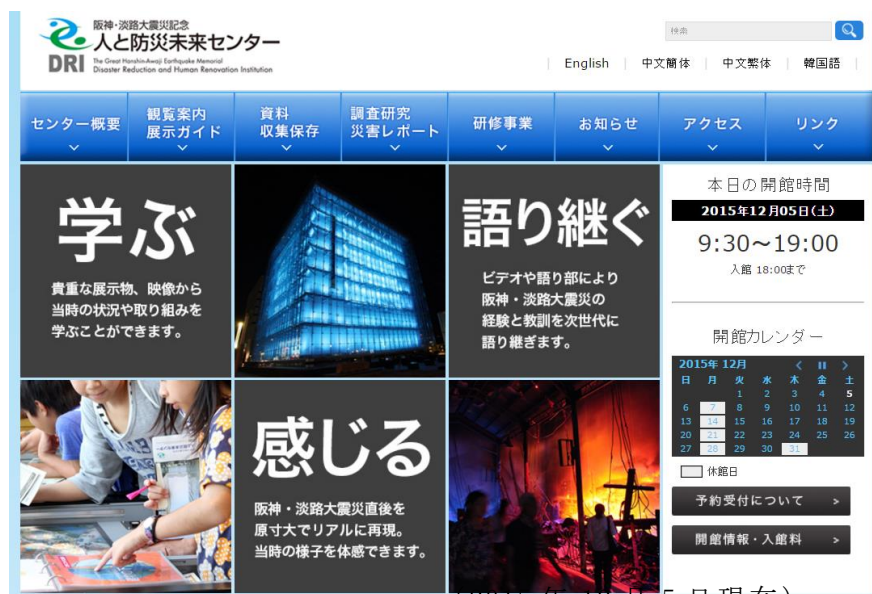 阪神・淡路大震災記念
人と防災未来センター
DRI
The Great Hanshin-Awaji Earthquake Memorial
Disaster Reduction and Human Renovation Institution
検索
English
中文簡体
中文繁体
韓国語
センター概要
観覧案内
展示ガイド
資料
収集保存
調査研究
災害レポート
研修事業
お知らせ
アクセス
リンク
学ぶ
貴重な展示物、映像から
当時の状況や取り組みを
学ぶことができます。
語り継ぐ
ビデオや語り部により
阪神・淡路大震災の
経験と教訓を次世代に
語り継ぎます。
感じる
阪神・淡路大震災直後を
原寸大でリアルに再現。
当時の様子を体感できます。
本日の開館時間
2015年12月05日(土)
9:30～19:00
入館 18:00まで
開館カレンダー
2015年 12月
日 月 火 水 木 金 土
1 2 3 4 5
6 7 8 9 10 11 12
13 14 15 16 17 18 19
20 21 22 23 24 25 26
27 28 29 30 31
休館日
予約受付について >
開館情報・入館料 >
5日現在）